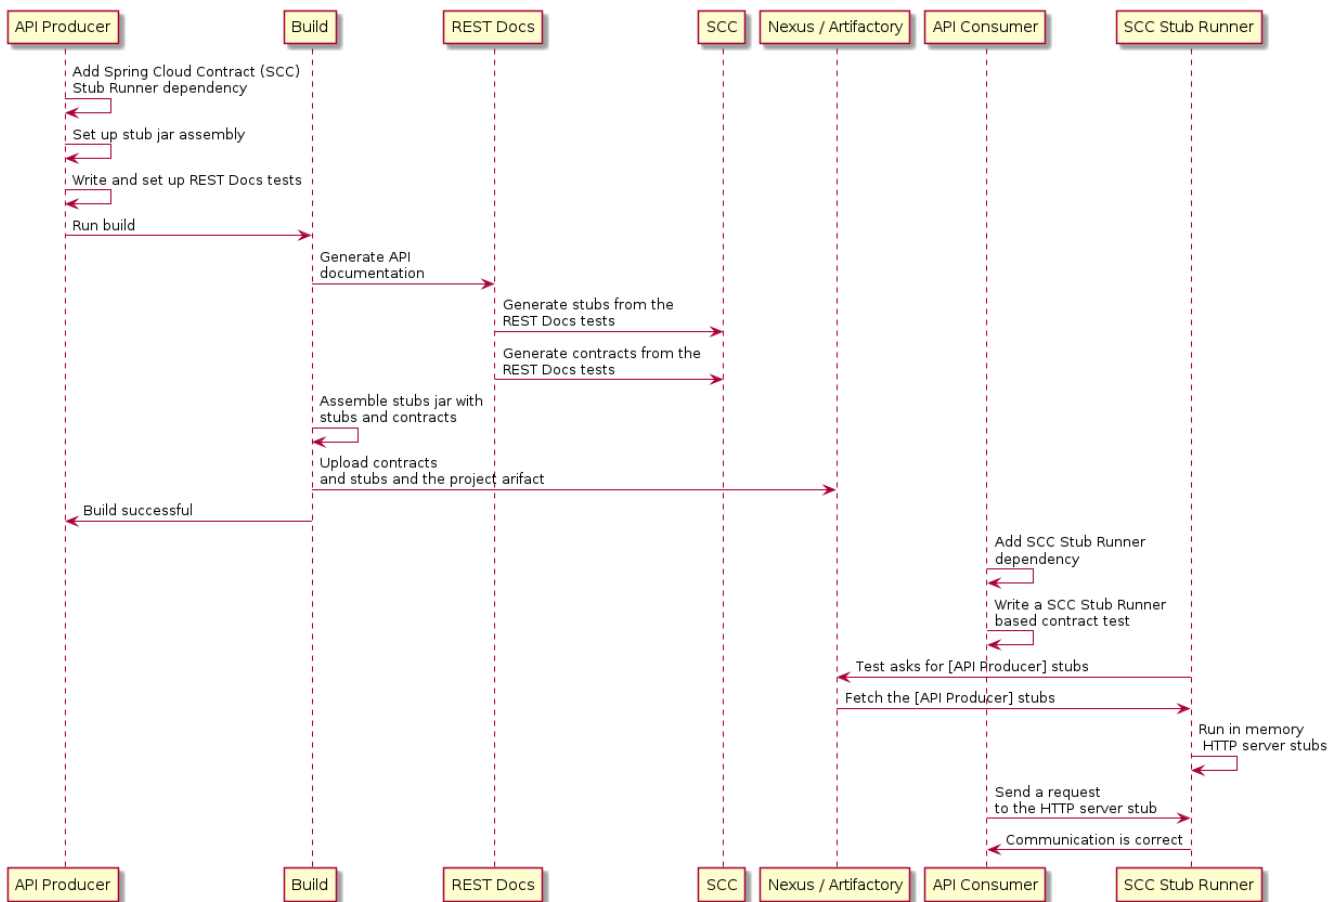 API Producer
Build
REST Docs
SCC
Nexus / Artifactory
API Consumer
SCC Stub Runner
Add Spring Cloud Contract (SCC)
Stub Runner dependency
Set up stub jar assembly
Write and set up REST Docs tests
Run build
Generate API
documentation
Generate stubs from the
REST Docs tests
Generate contracts from the
REST Docs tests
Assemble stubs jar with
stubs and contracts
Upload contracts
and stubs and the project arifact
Build successful
Add SCC Stub Runner
dependency
Write a SCC Stub Runner
based contract test
Test asks for [API Producer] stubs
Fetch the [API Producer] stubs
Run in memory
HTTP server stubs
Send a request
to the HTTP server stub
Communication is correct
API Producer
Build
REST Docs
SCC
Nexus / Artifactory
API Consumer
SCC Stub Runner